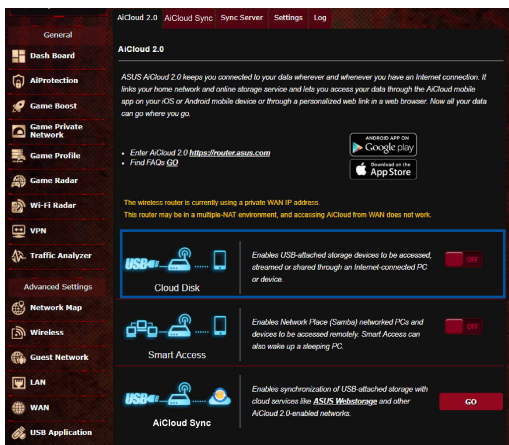 AiCloud 2.0 AiCloud Sync Sync Server Settings Log
General
Dash Board
AiProtection
Game Boost
Game Private
Network
Game Profile
Game Radar
Wi-Fi Radar
VPN
Traffic Analyzer
Advanced Settings
Network Map
Wireless
Guest Network
LAN
WAN
USB Application
AiCloud 2.0
ASUS AiCloud 2.0 keeps you connected to your data wherever and whenever you have an Internet connection. It
links your home network and online storage service and lets you access your data through the AiCloud mobile
app on your iOS or Android mobile device or through a personalized web link in a web browser. Now all your data
can go where you go.
• Enter AiCloud 2.0 https://router.asus.com
• Find FAQs GO
ANDROID APP ON
Google play
Download on the
App Store
The wireless router is currently using a private WAN IP address.
This router may be in a multiple-NAT environment, and accessing AiCloud from WAN does not work.
USB
Cloud Disk
Enables USB-attached storage devices to be accessed,
streamed or shared through an Internet-connected PC
or device.
OFF
Smart Access
Enables Network Place (Samba) networked PCs and
devices to be accessed remotely. Smart Access can
also wake up a sleeping PC.
OFF
USB
AiCloud Sync
Enables synchronization of USB-attached storage with
cloud services like ASUS Webstorage and other
AiCloud 2.0-enabled networks.
GO